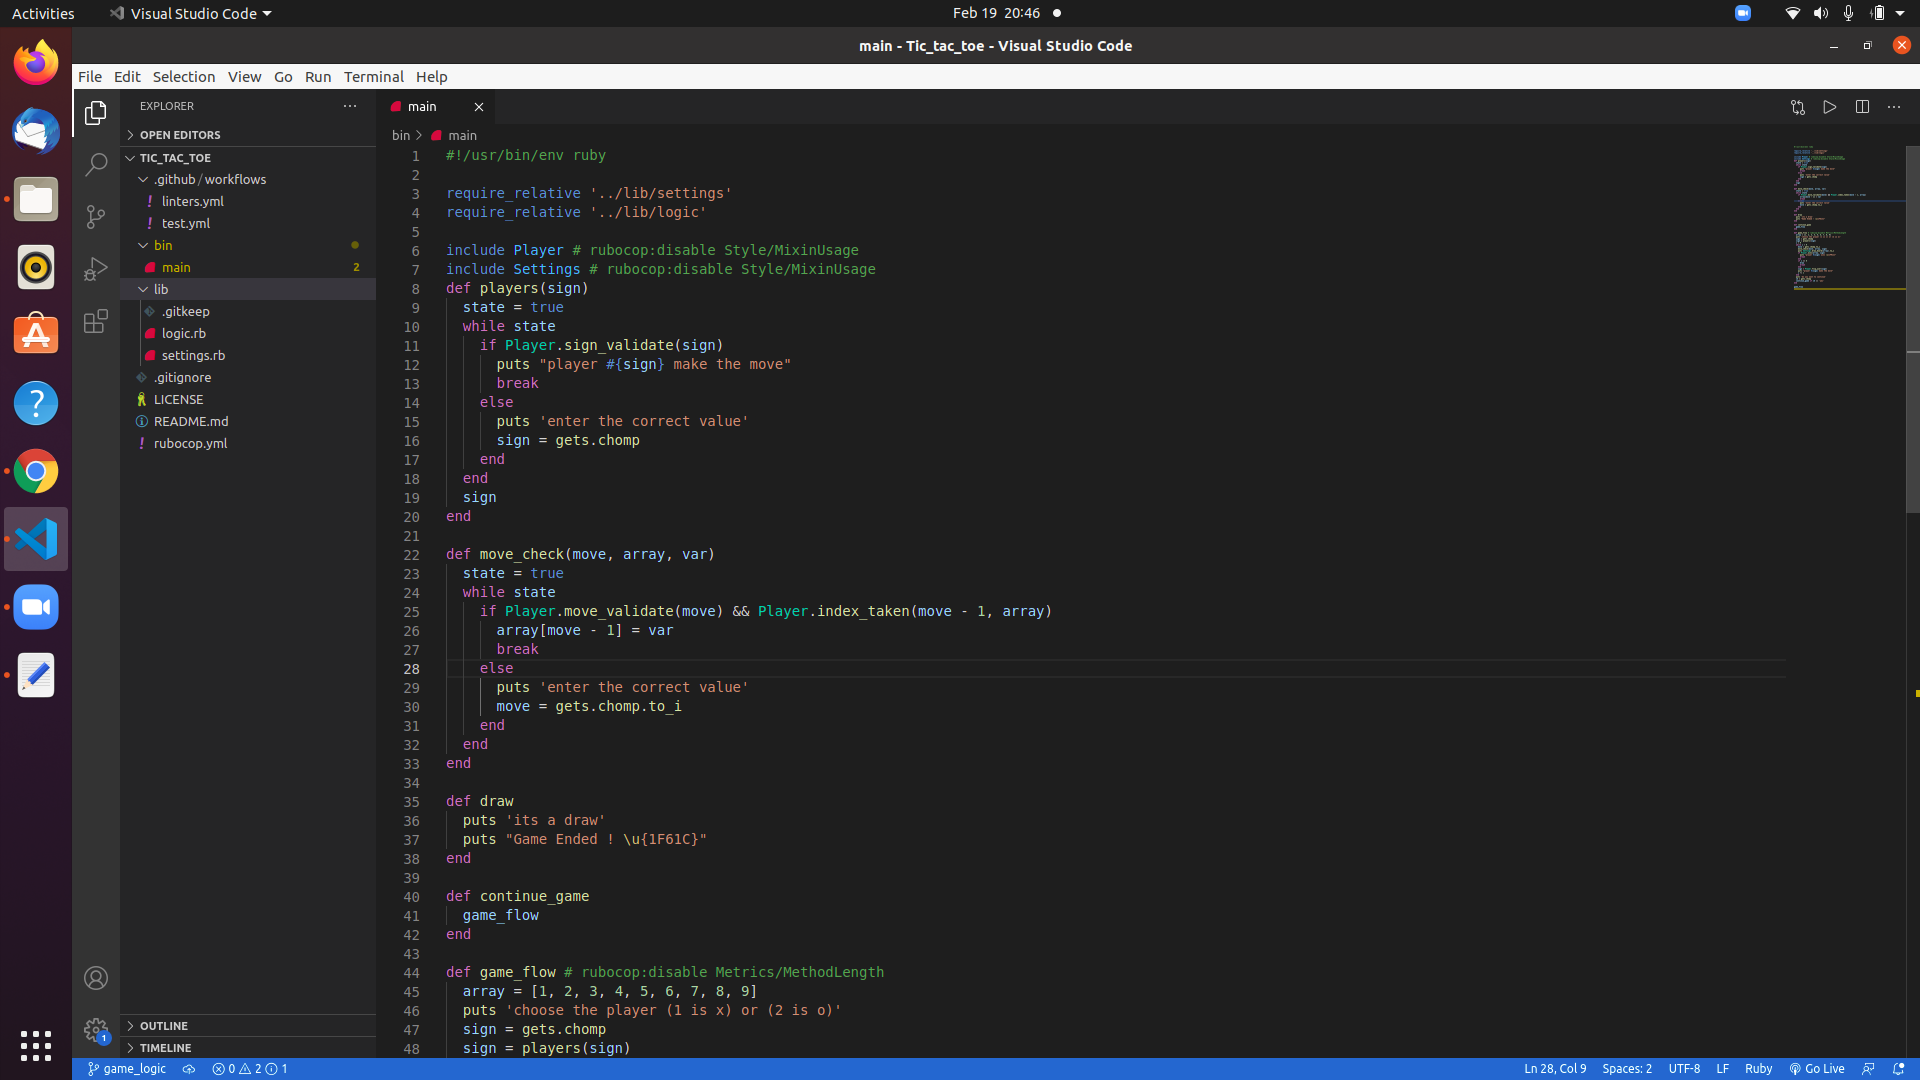 Activities
Visual Studio Code
Feb 19 20:46
main - Tic_tac_toe - Visual Studio Code
File Edit Selection View Go Run Terminal Help
EXPLORER
OPEN EDITORS
TIC_TAC_TOE
.github/workflows
! linters.yml
! test.yml
bin
main 2
lib
.gitkeep
logic.rb
settings.rb
.gitignore
LICENSE
README.md
! rubocop.yml
OUTLINE
TIMELINE
1
main
bin > main
1 #!/usr/bin/env ruby
2
3 require_relative '../lib/settings'
4 require_relative '../lib/logic'
5
6 include Player # rubocop:disable Style/MixinUsage
7 include Settings # rubocop:disable Style/MixinUsage
8 def players(sign)
9   state = true
10   while state
11     if Player.sign_validate(sign)
12       puts "player #{sign} make the move"
13       break
14     else
15       puts 'enter the correct value'
16       sign = gets.chomp
17     end
18   end
19   sign
20 end
21
22 def move_check(move, array, var)
23   state = true
24   while state
25     if Player.move_validate(move) && Player.index_taken(move - 1, array)
26       array[move - 1] = var
27       break
28     else
29       puts 'enter the correct value'
30       move = gets.chomp.to_i
31     end
32   end
33 end
34
35 def draw
36   puts 'its a draw'
37   puts "Game Ended ! \u{1F61C}"
38 end
39
40 def continue_game
41   game_flow
42 end
43
44 def game_flow # rubocop:disable Metrics/MethodLength
45   array = [1, 2, 3, 4, 5, 6, 7, 8, 9]
46   puts 'choose the player (1 is x) or (2 is o)'
47   sign = gets.chomp
48   sign = players(sign)
game_logic 0 2 1 Ln 28, Col 9 Spaces: 2 UTF-8 LF Ruby Go Live